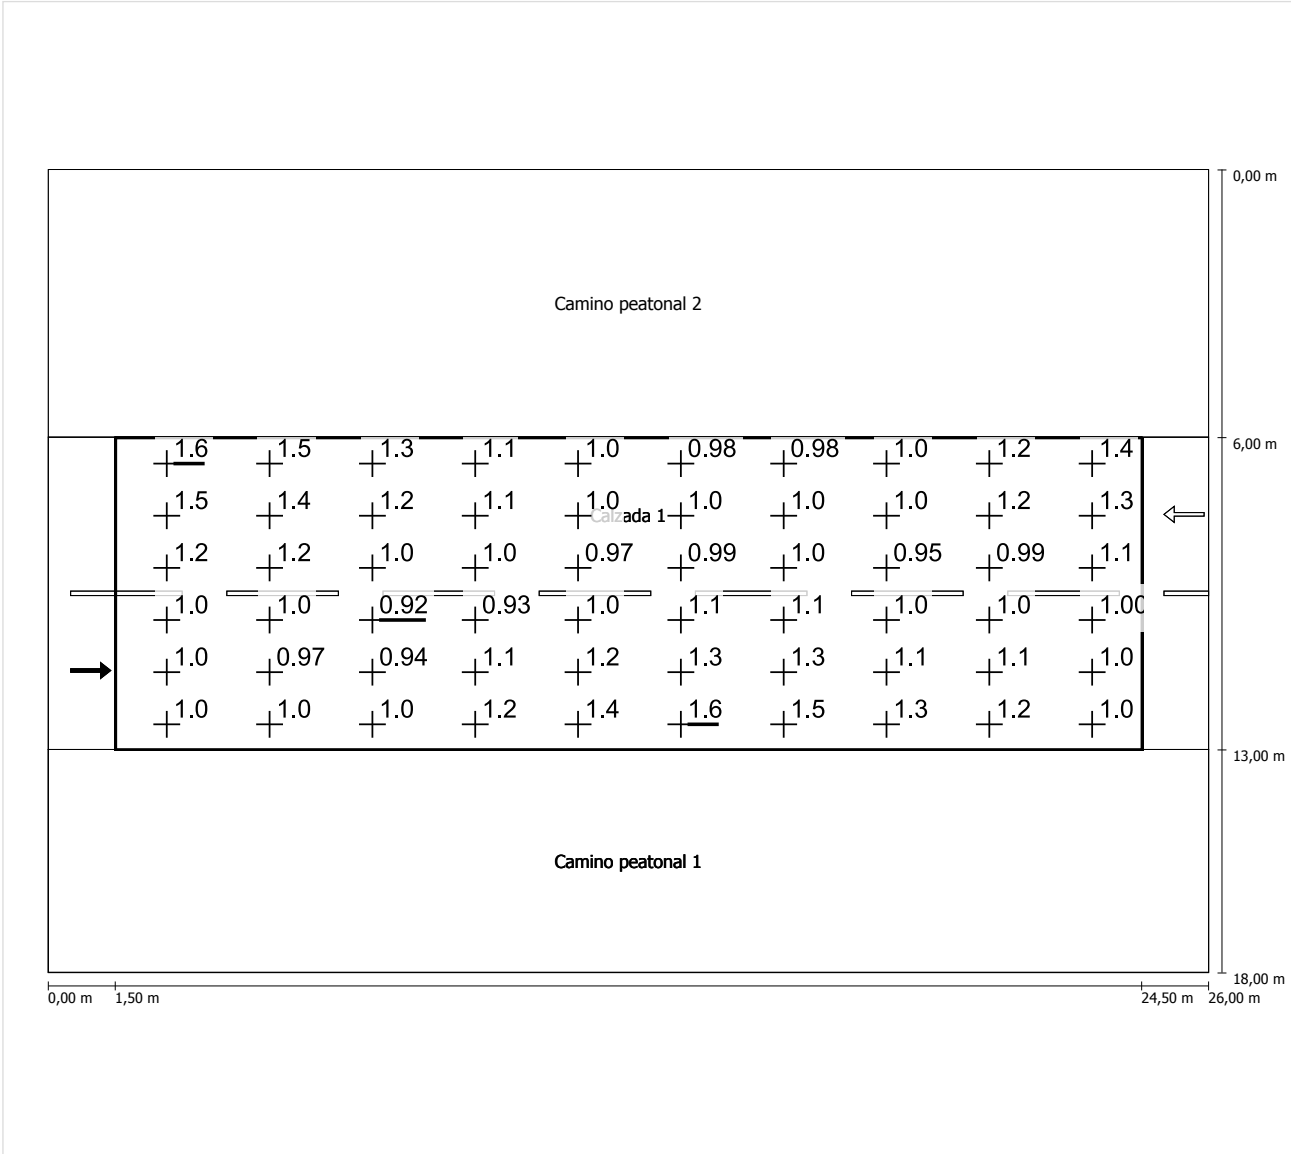 0,00 m
Camino peatonal 2
1.6 1.5 1.3 1.1 1.0 0.98 0.98 1.0 1.2 1.4
6,00 m
1.5 1.4 1.2 1.1 1.0 1.0 1.0 1.0 1.2 1.3
Calzada 1
1.2 1.2 1.0 1.0 0.97 0.99 1.0 0.95 0.99 1.1
1.0 1.0 0.92 0.93 1.0 1.1 1.1 1.0 1.0 1.00
1.0 0.97 0.94 1.1 1.2 1.3 1.3 1.1 1.1 1.0
1.0 1.0 1.0 1.2 1.4 1.6 1.5 1.3 1.2 1.0
13,00 m
Camino peatonal 1
18,00 m
0,00 m 1,50 m 24,50 m 26,00 m